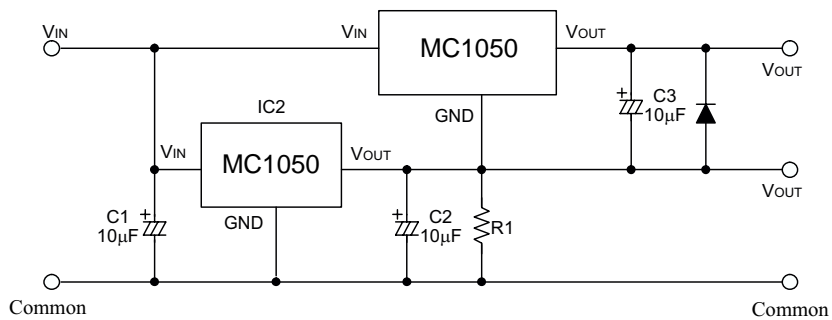 VIN
VIN
MC1050
VOUT
VOUT
GND
C3
10µF
IC2
VIN
MC1050
VOUT
VOUT
GND
C1
10µF
C2
10µF
R1
Common
Common